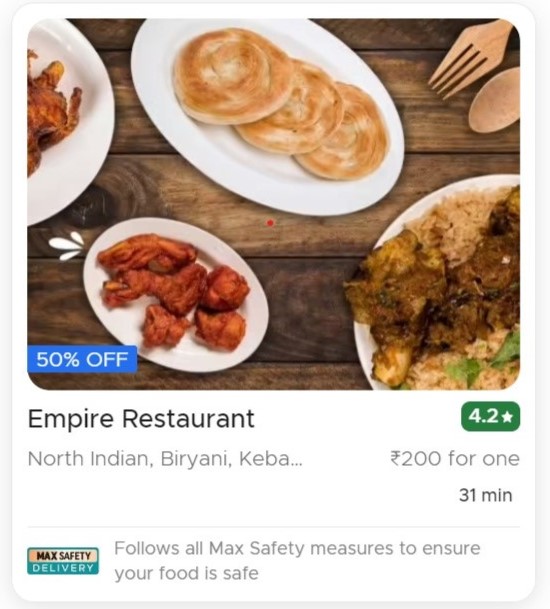 50% OFF
Empire Restaurant
4.2★
North Indian, Biryani, Keba...
₹200 for one
31 min
MAX SAFETY
DELIVERY
Follows all Max Safety measures to ensure
your food is safe